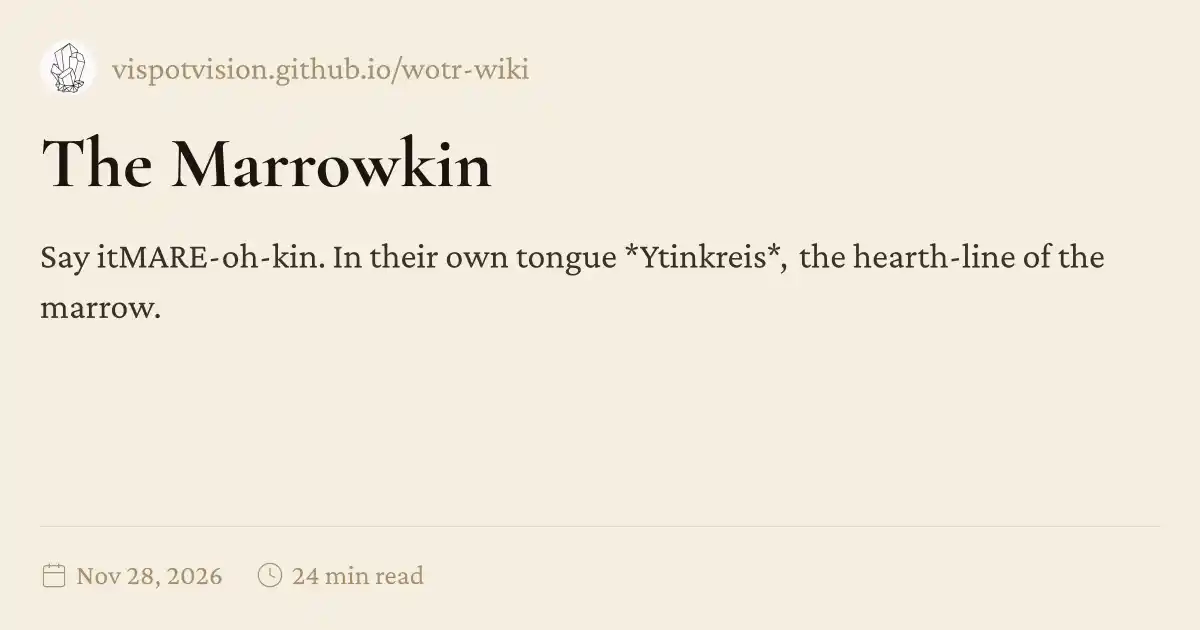 vispotvision.github.io/wotr-wiki
The Marrowkin
Say itMARE-oh-kin. In their own tongue *Ytinkreis*, the hearth-line of the
marrow.
Nov 28, 2026
24 min read